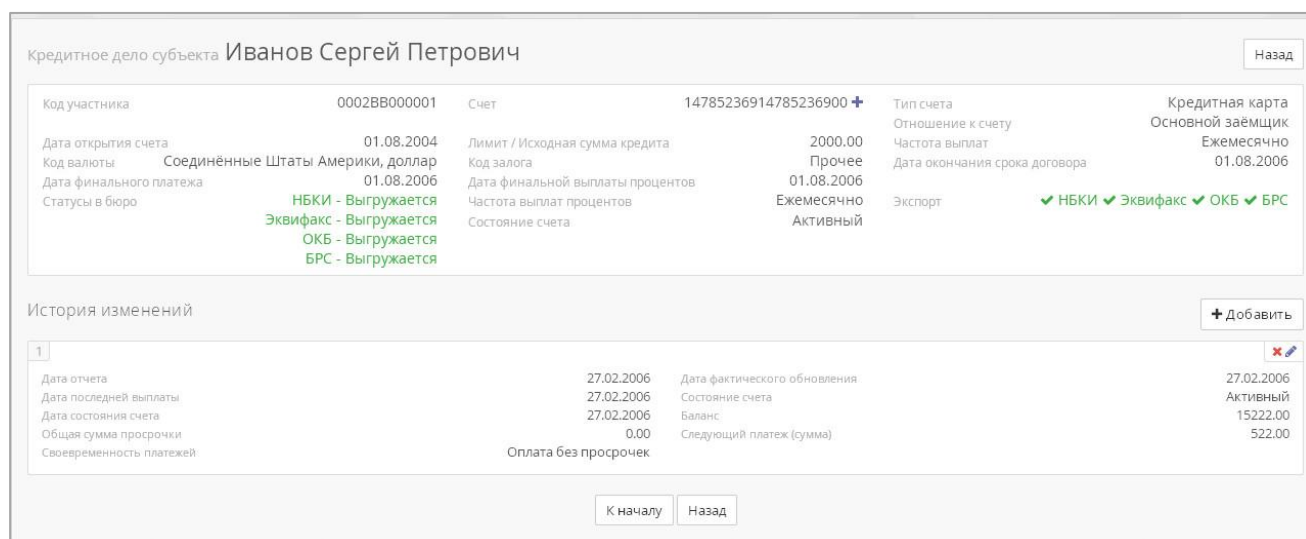 Кредитное дело субъекта Иванов Сергей Петрович
Назад
Код участника 0002BB000001
Дата открытия счета 01.08.2004
Код валюты Соединённые Штаты Америки, доллар
Дата финального платежа 01.08.2006
Статусы в бюро НБКИ - Выгружается
Эквифакс - Выгружается
ОКБ - Выгружается
БРС - Выгружается
Счет 14785236914785236900
Лимит / Исходная сумма кредита 2000.00
Код залога Прочее
Дата финальной выплаты процентов 01.08.2006
Частота выплат процентов Ежемесячно
Состояние счета Активный
Тип счета Кредитная карта
Отношение к счету Основной заёмщик
Частота выплат Ежемесячно
Дата окончания срока договора 01.08.2006
Экспорт ✔ НБКИ ✔ Эквифакс ✔ ОКБ ✔ БРС
История изменений
+ Добавить
1
Дата отчета 27.02.2006
Дата последней выплаты 27.02.2006
Дата состояния счета 27.02.2006
Общая сумма просрочки 0.00
Своевременность платежей Оплата без просрочек
Дата фактического обновления 27.02.2006
Состояние счета Активный
Баланс 15222.00
Следующий платеж (сумма) 522.00
К началу
Назад